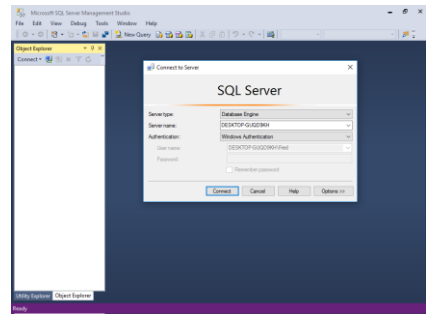 Microsoft SQL Server Management Studio
File Edit View Debug Tools Window Help
New Query
Object Explorer
Connect
Connect to Server
SQL Server
Server type: Database Engine
Server name: DESKTOP-GUQD9KH
Authentication: Windows Authentication
User name:
Password:
Remember password
Connect Cancel Help Options >>
Utility Explorer Object Explorer
Ready